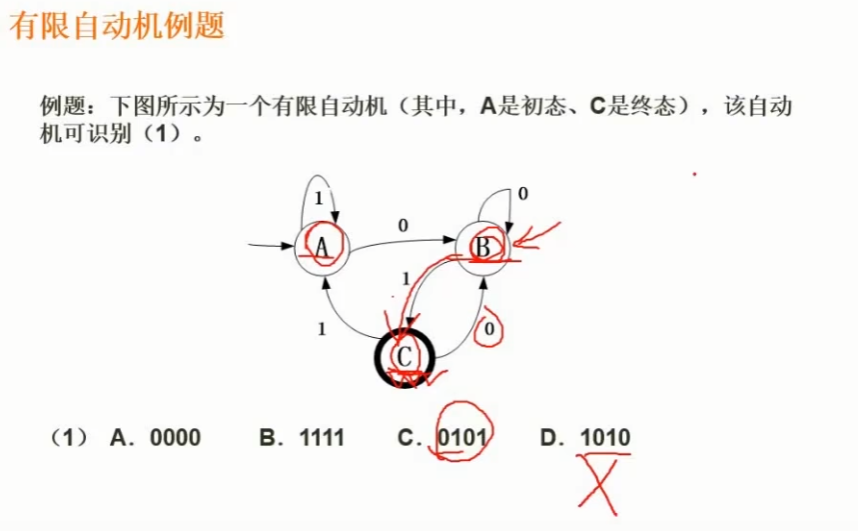 有限自动机例题
例题：下图所示为一个有限自动机（其中，A是初态、C是终态），该自动
机可识别（1）。
1
0
A
0
B
1
1
0
C
（1） A．0000 B．1111 C．0101 D．1010